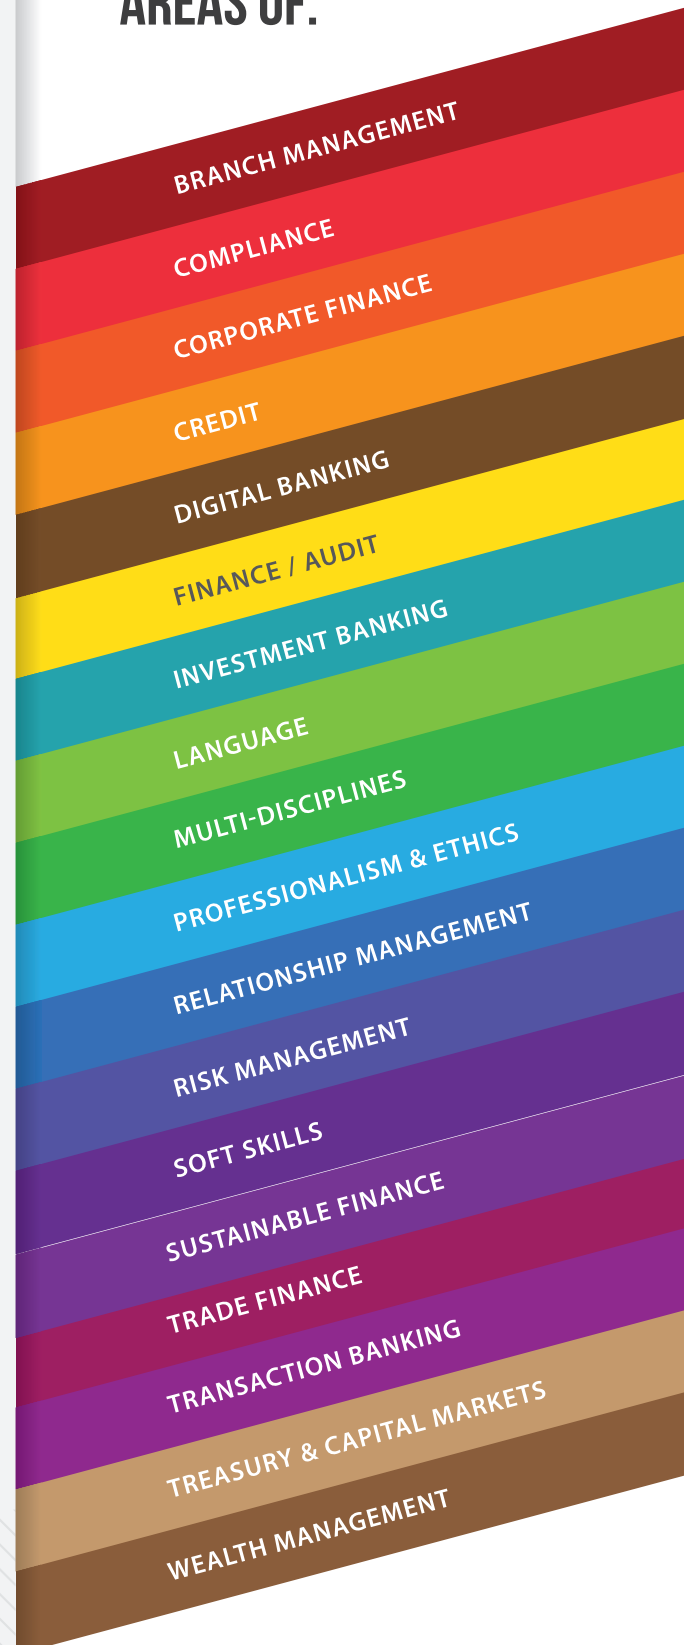 AREAS OF:
BRANCH MANAGEMENT
COMPLIANCE
CORPORATE FINANCE
CREDIT
DIGITAL BANKING
FINANCE / AUDIT
INVESTMENT BANKING
LANGUAGE
MULTI-DISCIPLINES
PROFESSIONALISM & ETHICS
RELATIONSHIP MANAGEMENT
RISK MANAGEMENT
SOFT SKILLS
SUSTAINABLE FINANCE
TRADE FINANCE
TRANSACTION BANKING
TREASURY & CAPITAL MARKETS
WEALTH MANAGEMENT